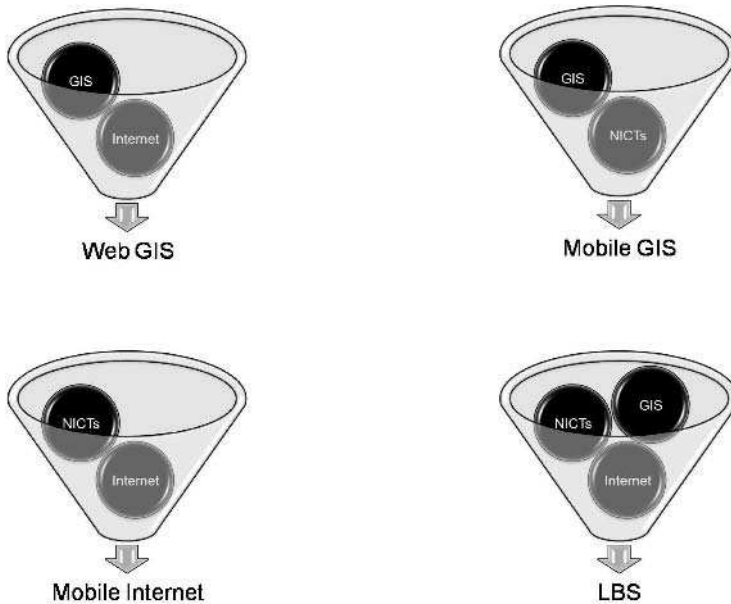 GIS
Internet
Web GIS
GIS
NICTs
Mobile GIS
NICTs
Internet
Mobile Internet
NICTs
GIS
Internet
LBS